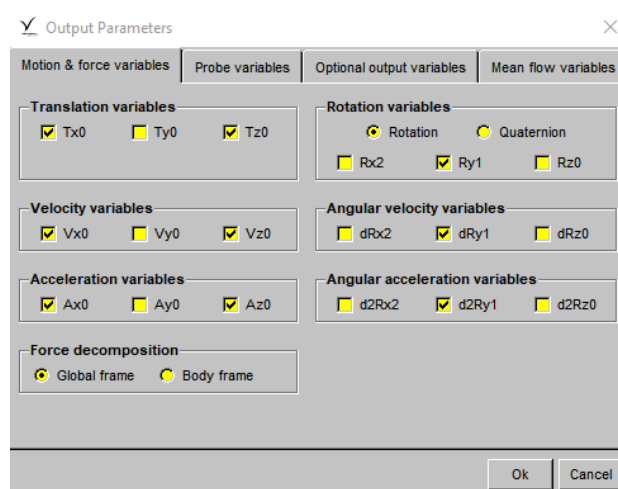 Output Parameters
Motion & force variables Probe variables Optional output variables Mean flow variables
Translation variables Rotation variables
Tx0 Ty0 Tz0 Rotation Quaternion
Rx2 Ry1 Rz0
Velocity variables Angular velocity variables
Vx0 Vy0 Vz0 dRx2 dRy1 dRz0
Acceleration variables Angular acceleration variables
Ax0 Ay0 Az0 d2Rx2 d2Ry1 d2Rz0
Force decomposition
Global frame Body frame
Ok Cancel